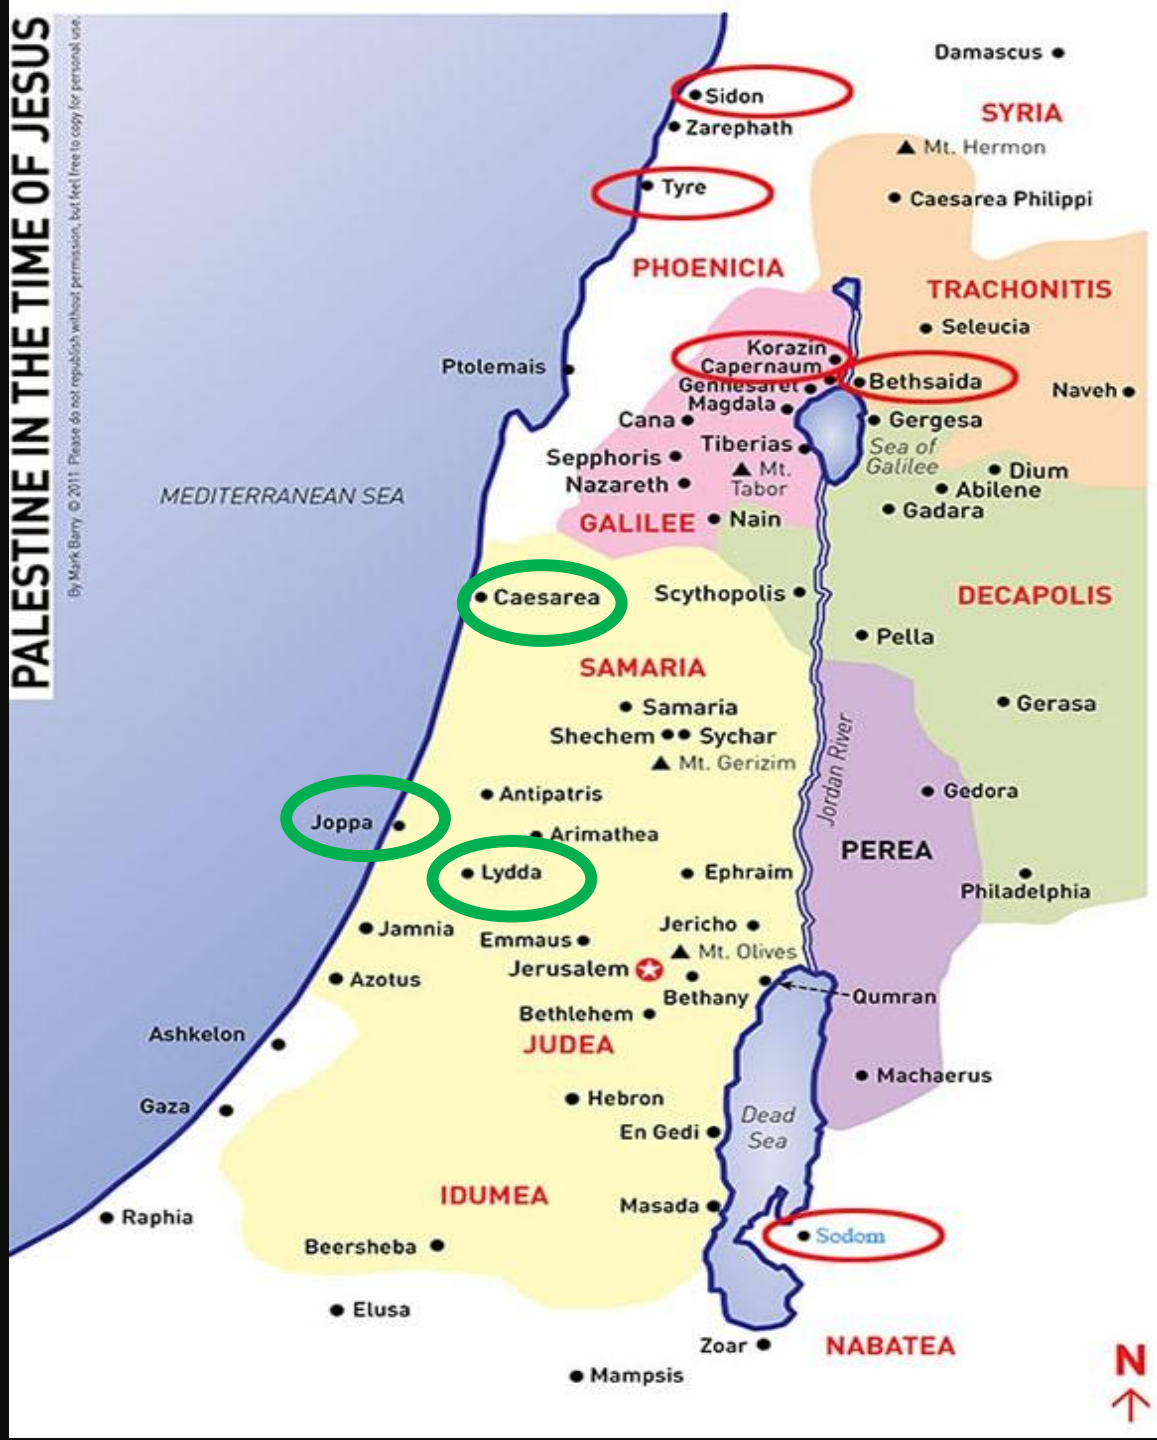 PALESTINE IN THE TIME OF JESUS
By Mark Barry © 2011 Please do not republish without permission, but feel free to copy for personal use.
Damascus
Sidon
SYRIA
Zarephath
Mt. Hermon
Tyre
Caesarea Philippi
PHOENICIA
TRACHONITIS
Seleucia
Korazin
Ptolemais
Capernaum
Bethsaida
Gennesaret
Naveh
Magdala
Cana
Gergesa
Tiberias
Sea of
Galilee
Sepphoris
Mt.
Tabor
Dium
Nazareth
Abilene
MEDITERRANEAN SEA
Gadara
GALILEE
Nain
Caesarea
Scythopolis
DECAPOLIS
Pella
SAMARIA
Samaria
Gerasa
Shechem
Sychar
Mt. Gerizim
Jordan River
Antipatris
Gedora
Joppa
Arimathea
PEREA
Lydda
Ephraim
Philadelphia
Jamnia
Jericho
Emmaus
Mt. Olives
Jerusalem
Azotus
Bethany
Qumran
Bethlehem
Ashkelon
JUDEA
Machaerus
Hebron
Gaza
Dead
Sea
En Gedi
IDUMEA
Masada
Raphia
Sodom
Beersheba
Elusa
Zoar
NABATEA
Mampsis
N